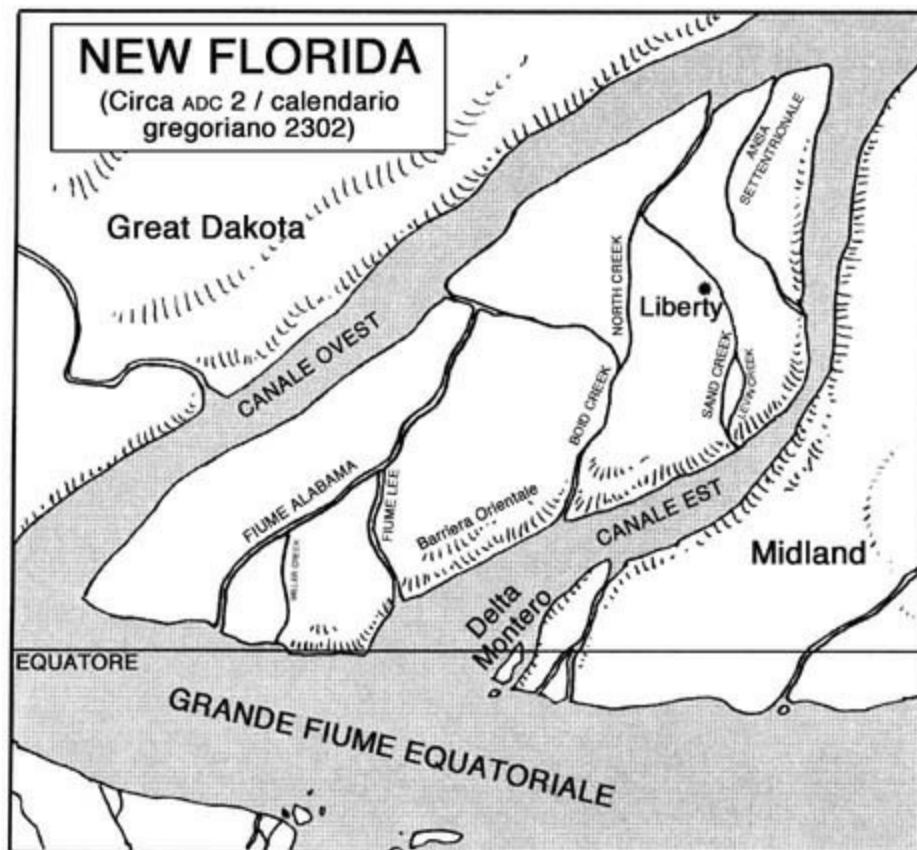 NEW FLORIDA
(Circa ADC 2 / calendario
gregoriano 2302)
ANSA
SETTENTRIONALE
Great Dakota
NORTH CREEK
Liberty
CANALE OVEST
SAND CREEK
LEVIN CREEK
BOID CREEK
FIUME ALABAMA
FIUME LEE
Barriera Orientale
CANALE EST
Midland
Delta
Montero
EQUATORE
GRANDE FIUME EQUATORIALE